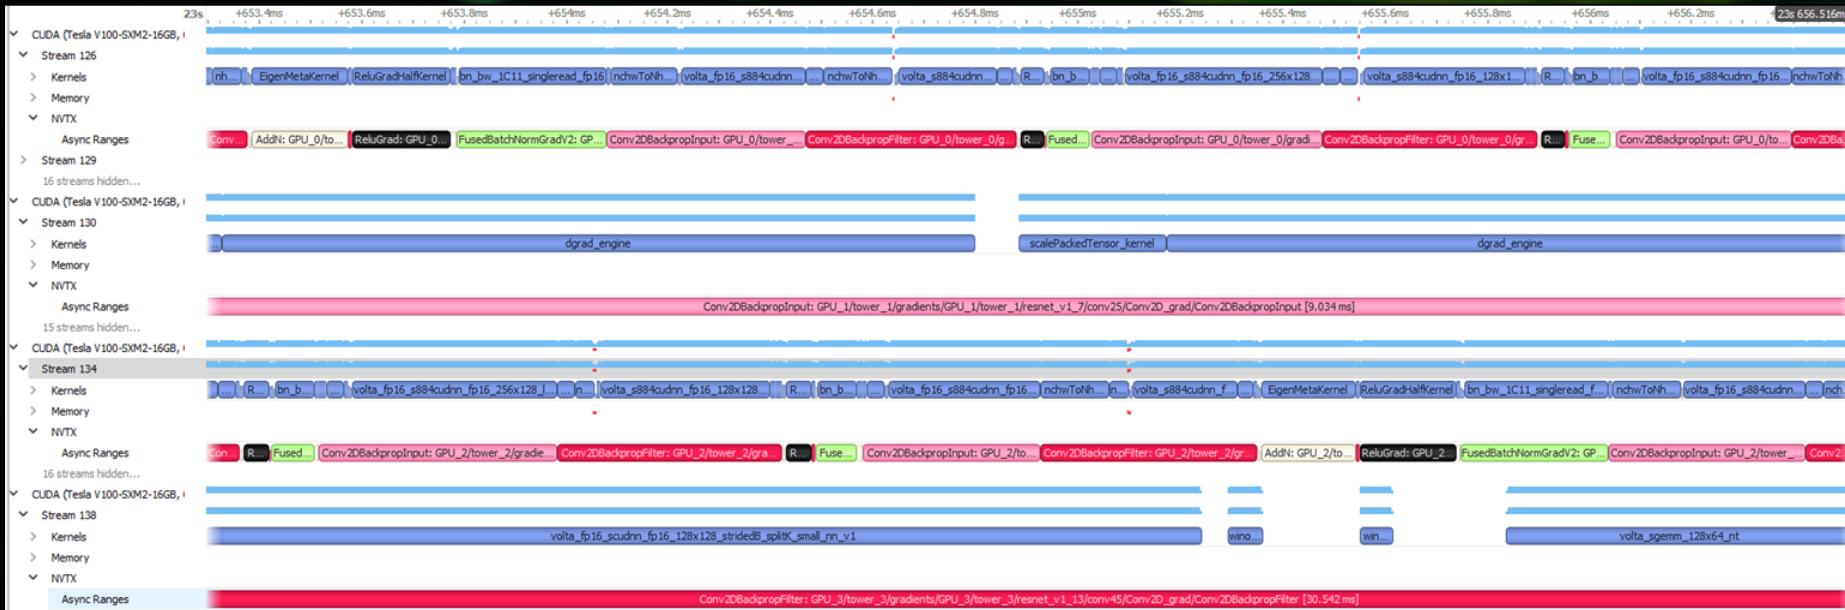 23s +653.4ms +653.6ms +653.8ms +654ms +654.2ms +654.4ms +654.6ms +654.8ms +655ms +655.2ms +655.4ms +655.6ms +655.8ms +656ms +656.2ms 23s 656.516m
CUDA (Tesla V100-SXM2-16GB,
Stream 126
Kernels nh... EigenMetaKernel ReluGradHalfKernel bn_bw_1C11_singleread_fp16 nchwToNh... volta_fp16_s884cudnn... ... nchwToNh... volta_s884cudnn... ... R... bn_b... ... volta_fp16_s884cudnn_fp16_256x128... ... ... volta_s884cudnn_fp16_128x1... R... bn_b... ... volta_fp16_s884cudnn_fp16... nchwToNh
Memory
NVTX
Async Ranges Conv... AddN: GPU_0/to... ReluGrad: GPU_0... FusedBatchNormGradV2: GP... Conv2DBackpropInput: GPU_0/tower_... Conv2DBackpropFilter: GPU_0/tower_0/g... R... Fused... Conv2DBackpropInput: GPU_0/tower_0/gradi... Conv2DBackpropFilter: GPU_0/tower_0/gr... R... Fuse... Conv2DBackpropInput: GPU_0/to... Conv2DBa
Stream 129
16 streams hidden...
CUDA (Tesla V100-SXM2-16GB,
Stream 130
Kernels ... dgrad_engine scalePackedTensor_kernel dgrad_engine
Memory
NVTX
Async Ranges Conv2DBackpropInput: GPU_1/tower_1/gradients/GPU_1/tower_1/resnet_v1_7/conv25/Conv2D_grad/Conv2DBackpropInput [9.034 ms]
15 streams hidden...
CUDA (Tesla V100-SXM2-16GB,
Stream 134
Kernels ... R... bn_b... ... volta_fp16_s884cudnn_fp16_256x128_l... ... n... volta_s884cudnn_fp16_128x128... R... bn_b... ... volta_fp16_s884cudnn_fp16... nchwToNh... n... volta_s884cudnn_f... ... EigenMetaKernel ReluGradHalfKernel bn_bw_1C11_singleread_f... nchwToNh... volta_fp16_s884cudnn... ... nch
Memory
NVTX
Async Ranges Con... R... Fused... Conv2DBackpropInput: GPU_2/tower_2/gradie... Conv2DBackpropFilter: GPU_2/tower_2/gra... R... Fuse... Conv2DBackpropInput: GPU_2/to... Conv2DBackpropFilter: GPU_2/tower_2/gr... AddN: GPU_2/to... ReluGrad: GPU_2... FusedBatchNormGradV2: GP... Conv2DBackpropInput: GPU_2/tower_... Conv2
16 streams hidden...
CUDA (Tesla V100-SXM2-16GB,
Stream 138
Kernels volta_fp16_scudnn_fp16_128x128_stridedB_splitK_small_nn_v1 wino... win... volta_sgemm_128x64_nt
Memory
NVTX
Async Ranges Conv2DBackpropFilter: GPU_3/tower_3/gradients/GPU_3/tower_3/resnet_v1_13/conv45/Conv2D_grad/Conv2DBackpropFilter [30.542 ms]